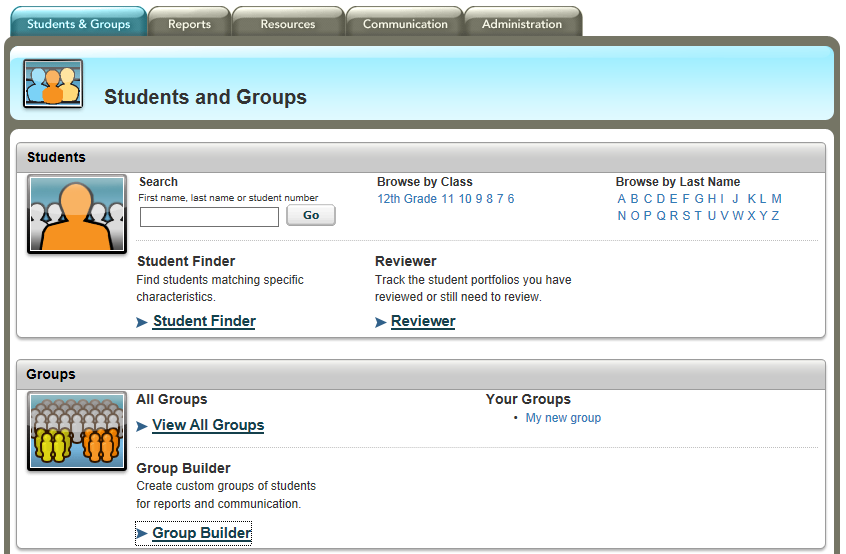 Students & Groups Reports Resources Communication Administration
Students and Groups
Students
Search
First name, last name or student number
Go
Browse by Class
12th Grade 11 10 9 8 7 6
Browse by Last Name
A B C D E F G H I J K L M
N O P Q R S T U V W X Y Z
Student Finder
Find students matching specific
characteristics.
Student Finder
Reviewer
Track the student portfolios you have
reviewed or still need to review.
Reviewer
Groups
All Groups
View All Groups
Your Groups
• My new group
Group Builder
Create custom groups of students
for reports and communication.
Group Builder